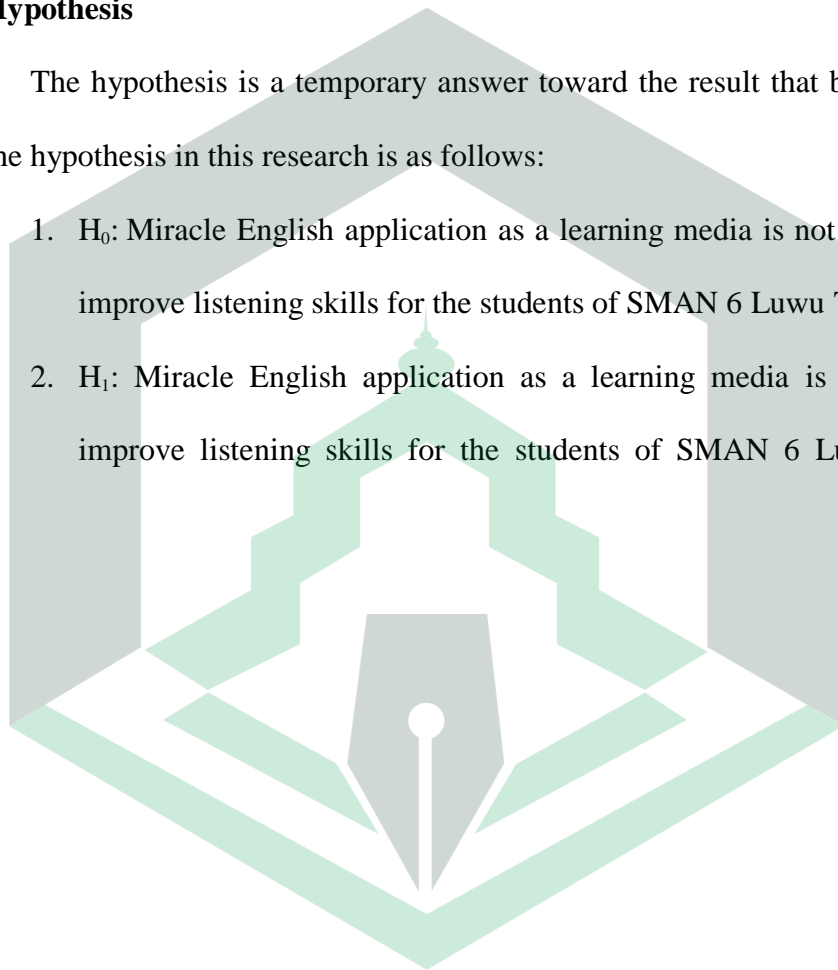 Hypothesis
The hypothesis is a temporary answer toward the result that
the hypothesis in this research is as follows:
1. H₀: Miracle English application as a learning media is not
improve listening skills for the students of SMAN 6 Luwu
2. H₁: Miracle English application as a learning media is
improve listening skills for the students of SMAN 6